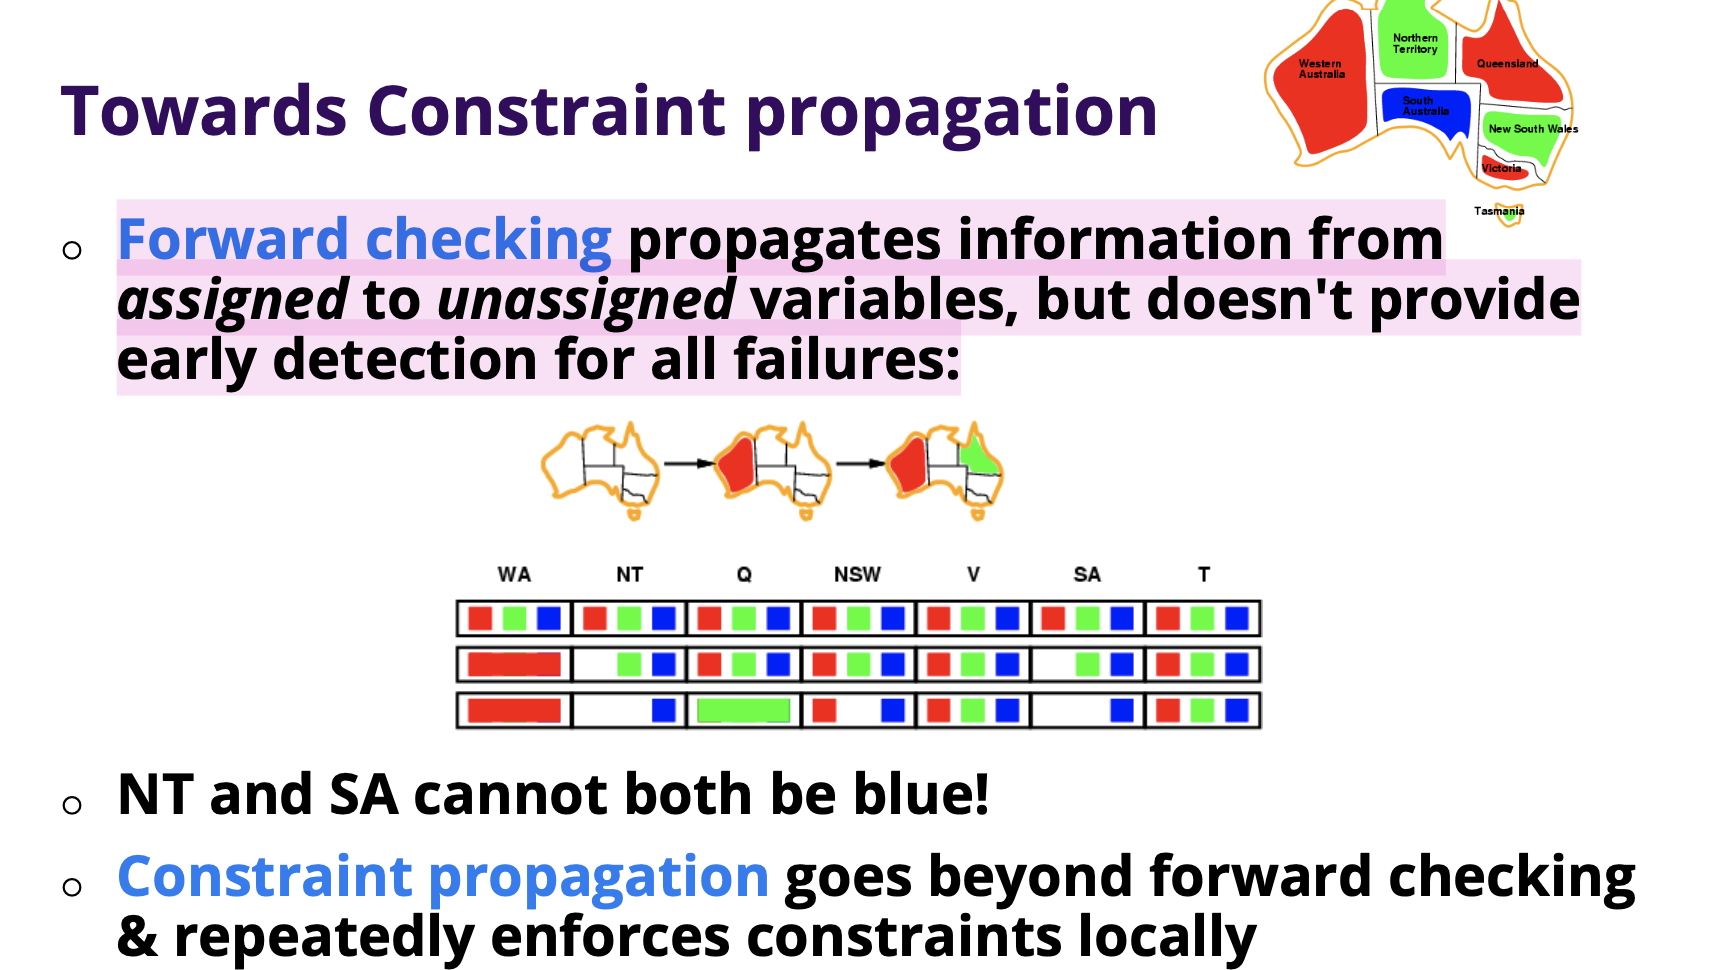 Towards Constraint propagation
Northern
Territory
Western
Australia
Queensland
South
Australia
New South Wales
Victoria
Tasmania
Forward checking propagates information from
assigned to unassigned variables, but doesn't provide
early detection for all failures:
WA NT Q NSW V SA T
NT and SA cannot both be blue!
Constraint propagation goes beyond forward checking
& repeatedly enforces constraints locally